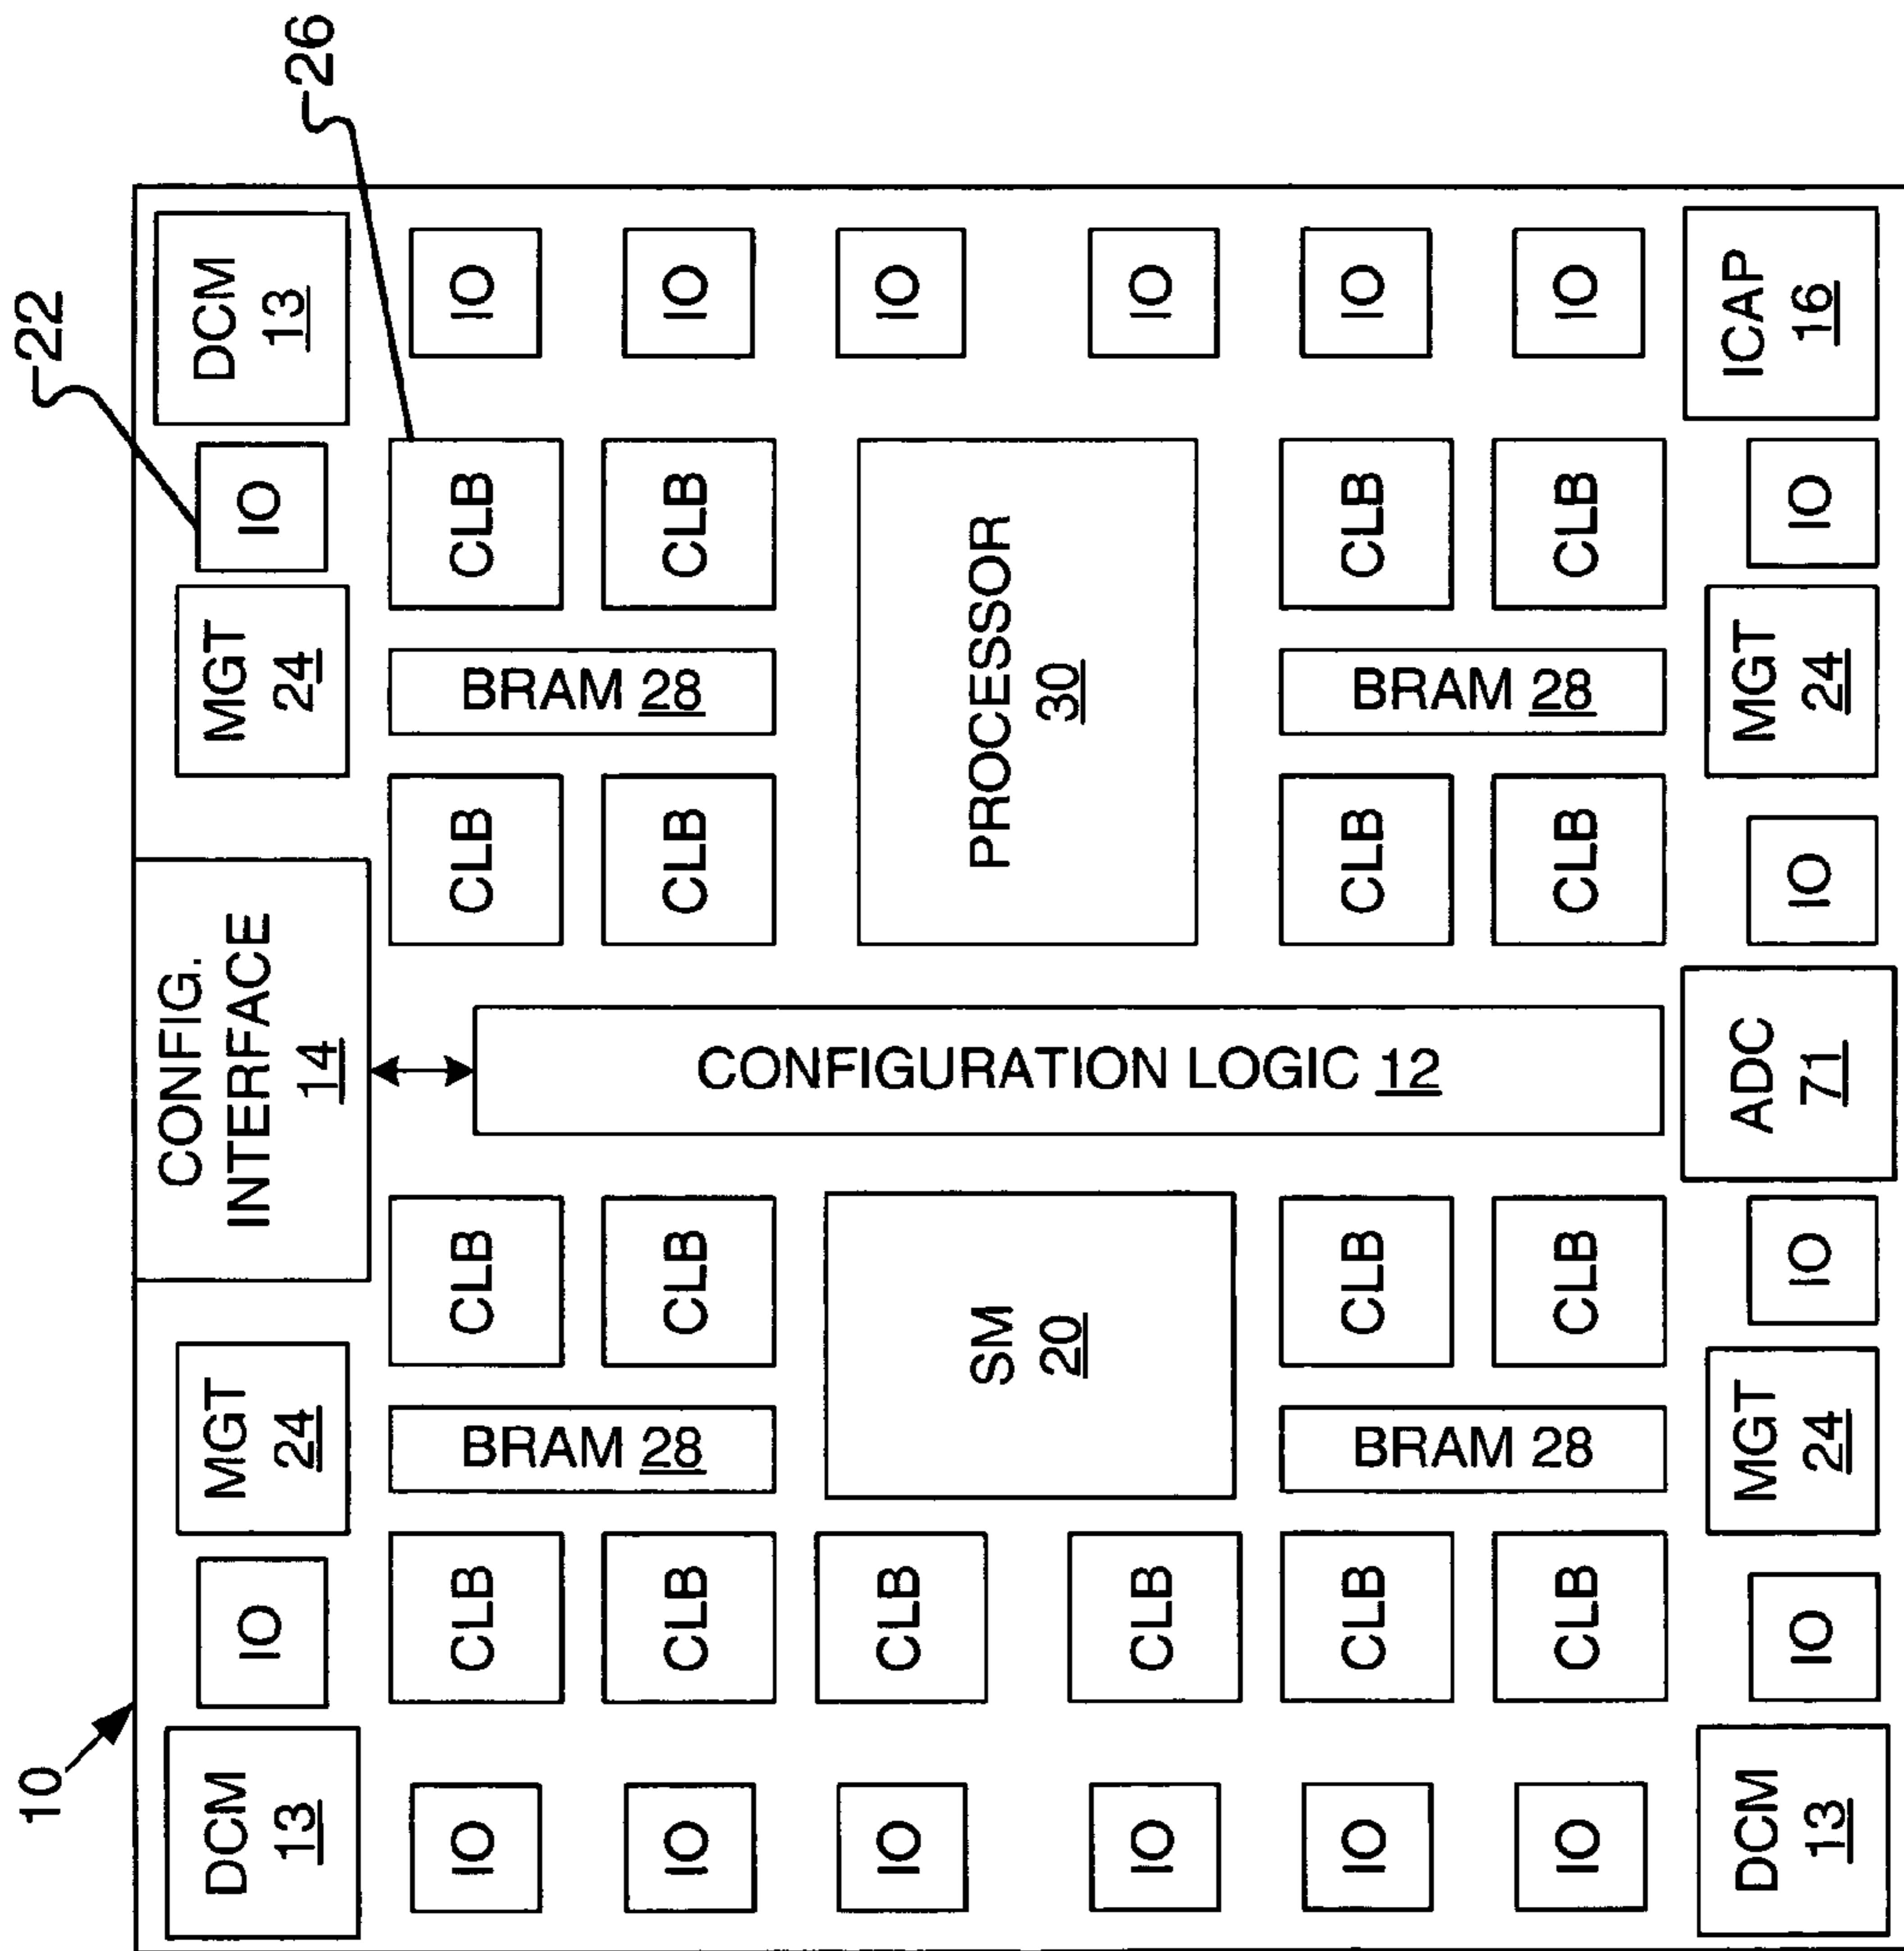 10
22
26
DCM
13
IO
MGT
24
CONFIG.
INTERFACE
14
MGT
24
IO
DCM
13
IO
CLB
BRAM 28
CLB
CLB
BRAM 28
CLB
IO
IO
CLB
CLB
CLB
CLB
IO
IO
CLB
SM
20
CONFIGURATION LOGIC 12
PROCESSOR
30
IO
IO
CLB
IO
IO
CLB
BRAM 28
CLB
CLB
BRAM 28
CLB
IO
IO
CLB
CLB
CLB
CLB
IO
DCM
13
IO
MGT
24
IO
ADC
71
IO
MGT
24
IO
ICAP
16